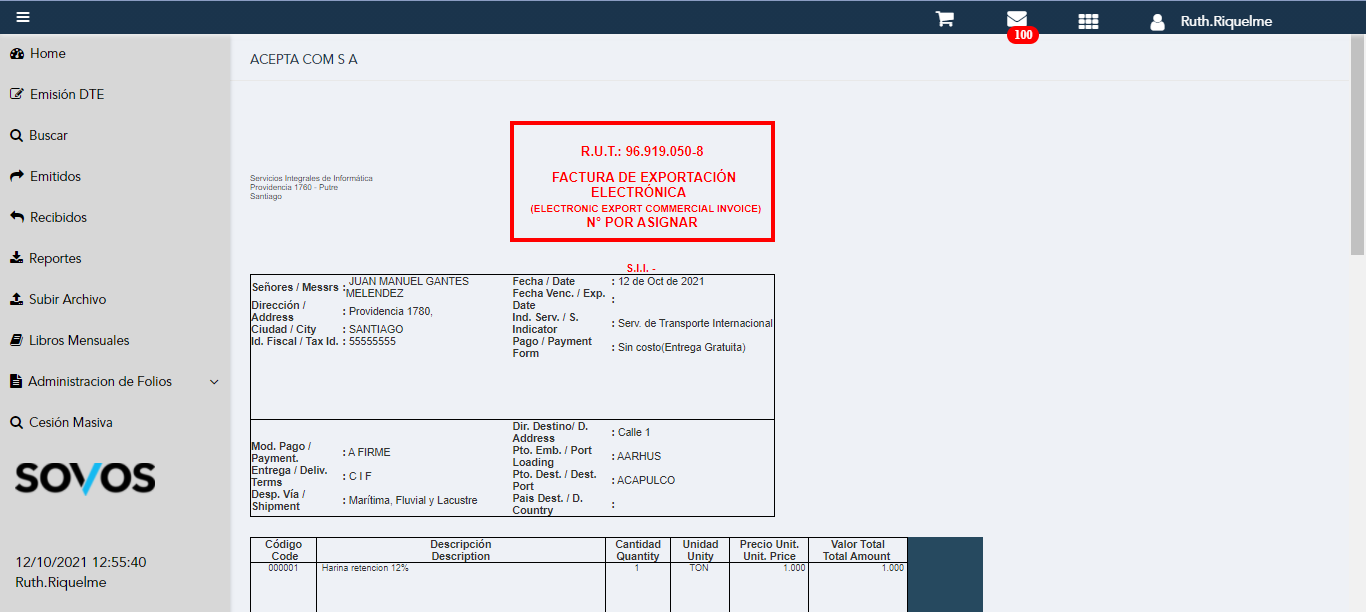 Ruth.Riquelme
100
Home
Emisión DTE
Buscar
Emitidos
Recibidos
Reportes
Subir Archivo
Libros Mensuales
Administracion de Folios
Cesión Masiva
SOVOS
12/10/2021 12:55:40
Ruth.Riquelme
ACEPTA COM S A
Servicios Integrales de Informática
Providencia 1760 - Putre
Santiago
R.U.T.: 96.919.050-8
FACTURA DE EXPORTACIÓN
ELECTRÓNICA
(ELECTRONIC EXPORT COMMERCIAL INVOICE)
N° POR ASIGNAR
S.I.I. -
Señores / Messrs : JUAN MANUEL GANTES
MELENDEZ
Dirección /
Address : Providencia 1780,
Ciudad / City : SANTIAGO
Id. Fiscal / Tax Id. : 55555555
Fecha / Date : 12 de Oct de 2021
Fecha Venc. / Exp.
Date :
Ind. Serv. / S.
Indicator : Serv. de Transporte Internacional
Pago / Payment
Form : Sin costo(Entrega Gratuita)
Mod. Pago /
Payment. : A FIRME
Entrega / Deliv.
Terms : C I F
Desp. Vía /
Shipment : Marítima, Fluvial y Lacustre
Dir. Destino/ D.
Address : Calle 1
Pto. Emb. / Port
Loading : AARHUS
Pto. Dest. / Dest.
Port : ACAPULCO
Pais Dest. / D.
Country :
Código Descripción Cantidad Unidad Precio Unit. Valor Total
Code Description Quantity Unity Unit. Price Total Amount
000001 Harina retencion 12% 1 TON 1.000 1.000